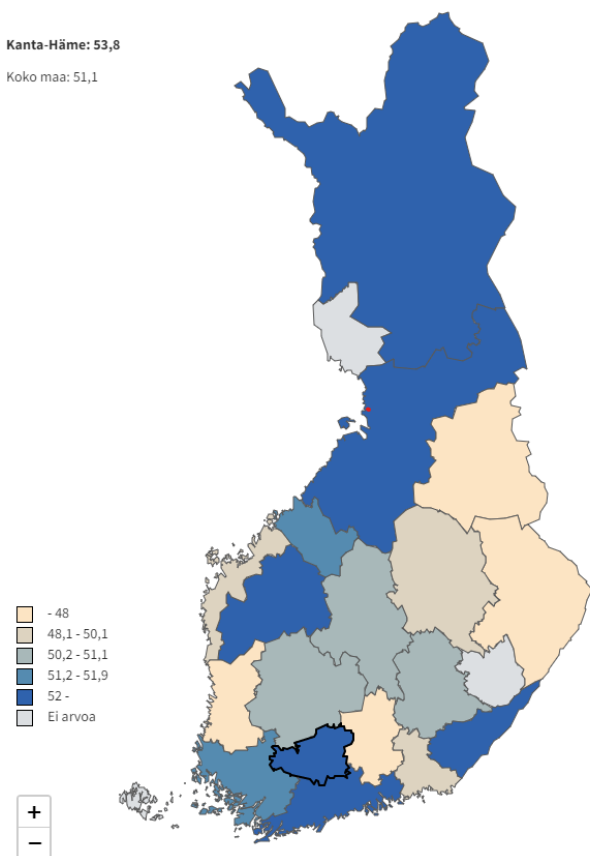 Kanta-Häme: 53,8
Koko maa: 51,1
- 48
48,1 - 50,1
50,2 - 51,1
51,2 - 51,9
52 -
Ei arvoa
+
−